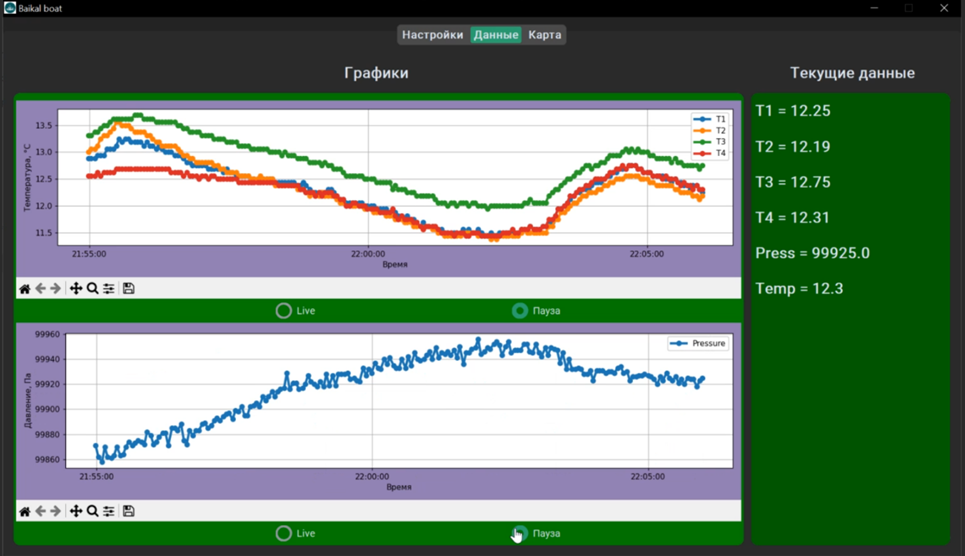 Baikal boat
Настройки Данные Карта
Графики
Текущие данные
13.5
13.0
12.5
12.0
11.5
Температура, °C
T1
T2
T3
T4
21:55:00 22:00:00 22:05:00
Время
Live Пауза
99960
99940
99920
99900
99880
99860
Давление, Па
Pressure
21:55:00 22:00:00 22:05:00
Время
Live Пауза
T1 = 12.25
T2 = 12.19
T3 = 12.75
T4 = 12.31
Press = 99925.0
Temp = 12.3